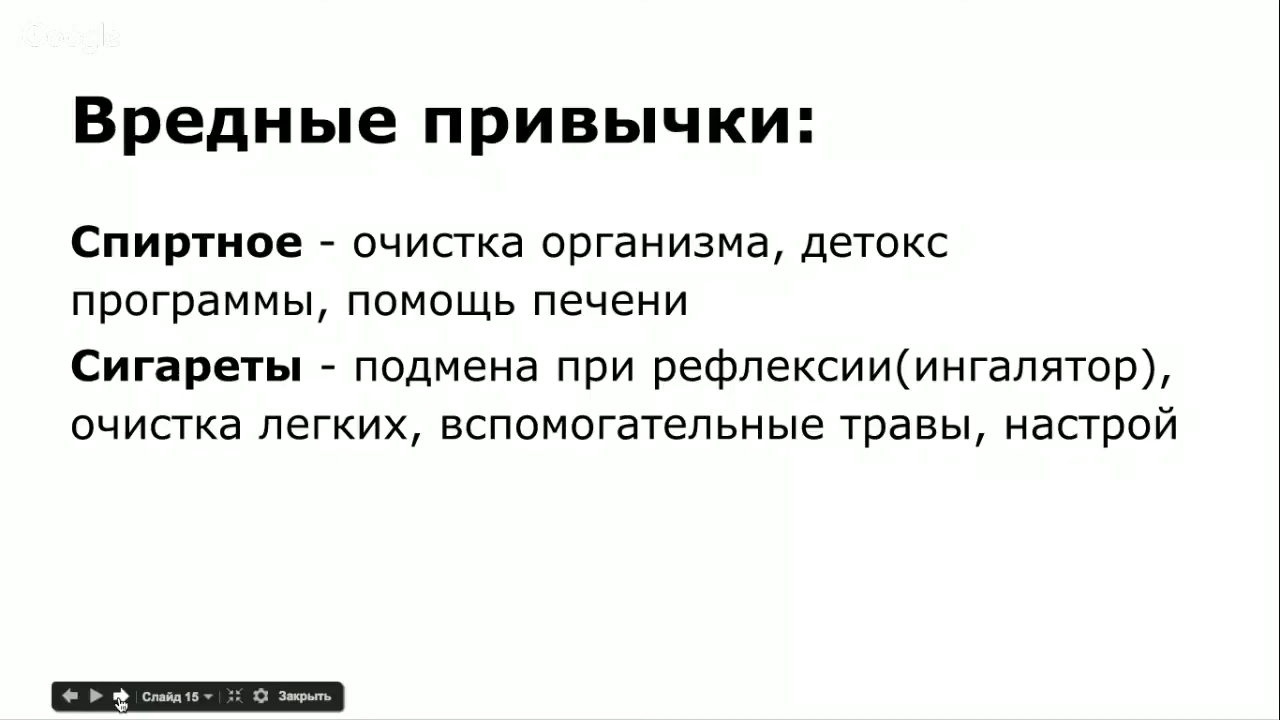 Google
Вредные привычки:
Спиртное - очистка организма, детокс
программы, помощь печени
Сигареты - подмена при рефлексии(ингалятор),
очистка легких, вспомогательные травы, настрой
Слайд 15
Закрыть